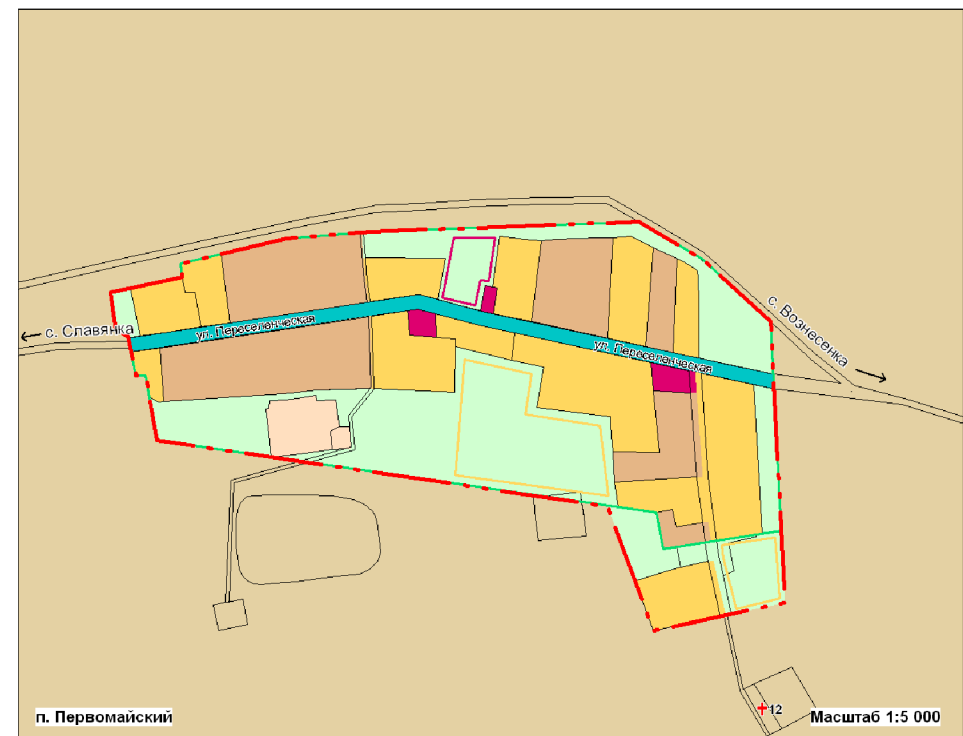 с. Славянка
ул. Переселенческая
ул. Переселенческая
с. Вознесенка
12
п. Первомайский
Масштаб 1:5 000